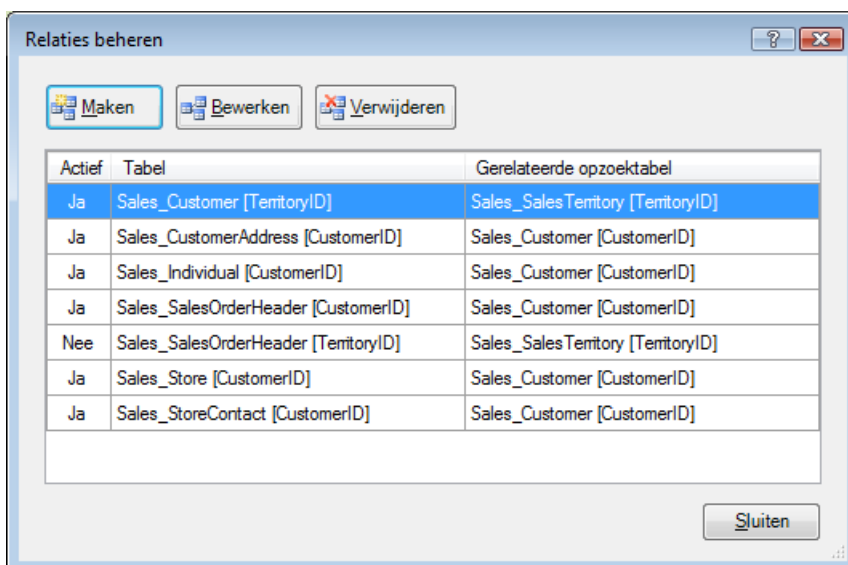 Relaties beheren
Maken Bewerken Verwijderen
Actief Tabel Gerelateerde opzoektabel
Ja Sales_Customer [TerritoryID] Sales_SalesTerritory [TerritoryID]
Ja Sales_CustomerAddress [CustomerID] Sales_Customer [CustomerID]
Ja Sales_Individual [CustomerID] Sales_Customer [CustomerID]
Ja Sales_SalesOrderHeader [CustomerID] Sales_Customer [CustomerID]
Nee Sales_SalesOrderHeader [TerritoryID] Sales_SalesTerritory [TerritoryID]
Ja Sales_Store [CustomerID] Sales_Customer [CustomerID]
Ja Sales_StoreContact [CustomerID] Sales_Customer [CustomerID]
Sluiten